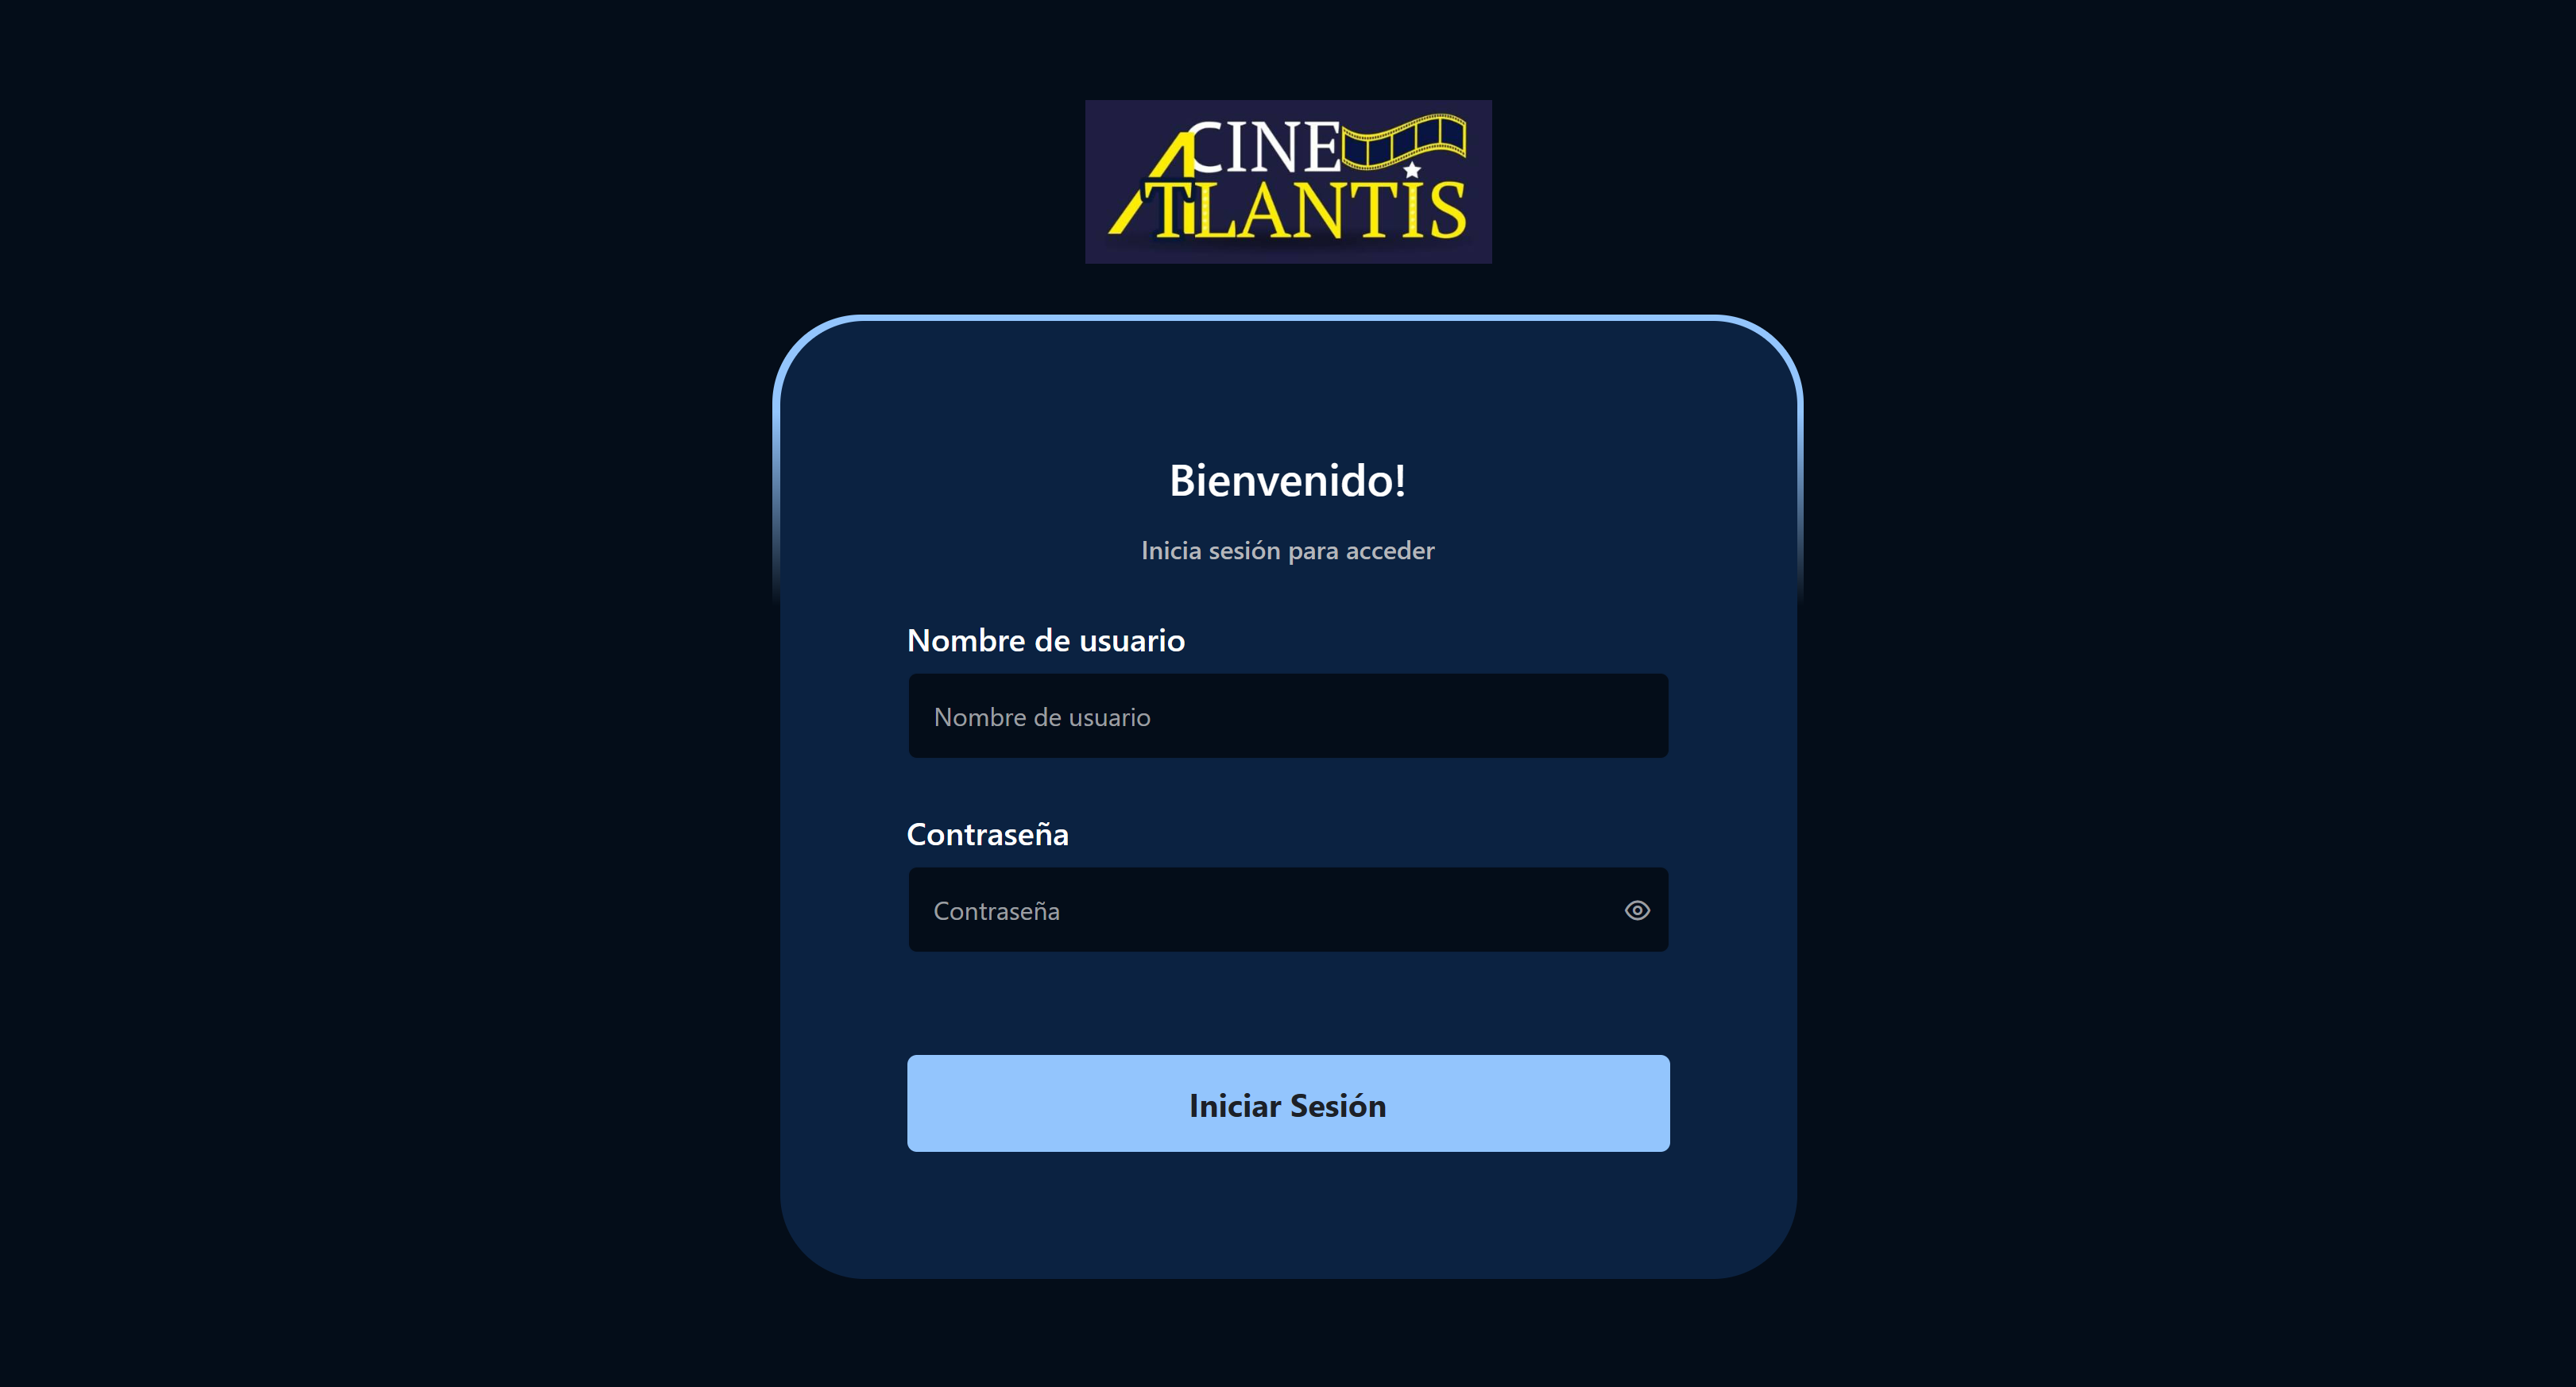 CINE
ATLANTIS
Bienvenido!
Inicia sesión para acceder
Nombre de usuario
Nombre de usuario
Contraseña
Contraseña
Iniciar Sesión